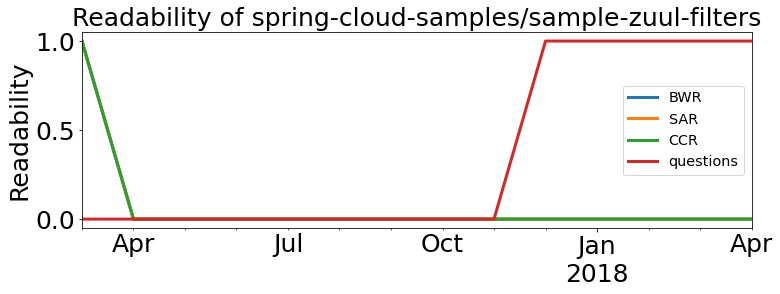 Readability of spring-cloud-samples/sample-zuul-filters
Readability
1.0
0.5
0.0
BWR
SAR
CCR
questions
Apr Jul Oct Jan Apr
2018